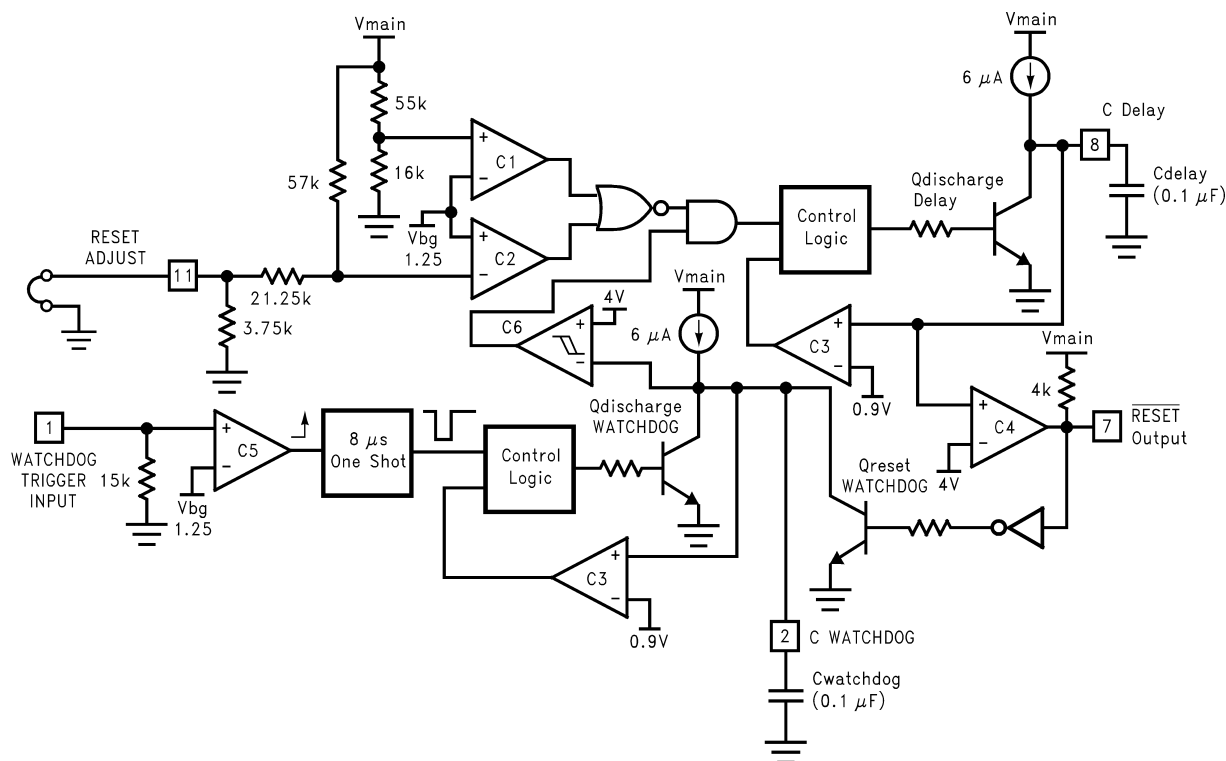 Vmain
55k
16k
57k
C1
+
−
Vbg
1.25
C2
+
−
RESET
ADJUST
11
21.25k
3.75k
Control
Logic
Qdischarge
Delay
Vmain
6 μA
C Delay
8
Cdelay
(0.1 μF)
C6
4V
+
−
Vmain
6 μA
C3
+
−
0.9V
Vmain
4k
C4
+
−
4V
7
RESET
Output
1
WATCHDOG
TRIGGER
INPUT
15k
+
−
C5
Vbg
1.25
8 μs
One Shot
Control
Logic
Qdischarge
WATCHDOG
Qreset
WATCHDOG
C3
+
−
0.9V
2
C WATCHDOG
Cwatchdog
(0.1 μF)